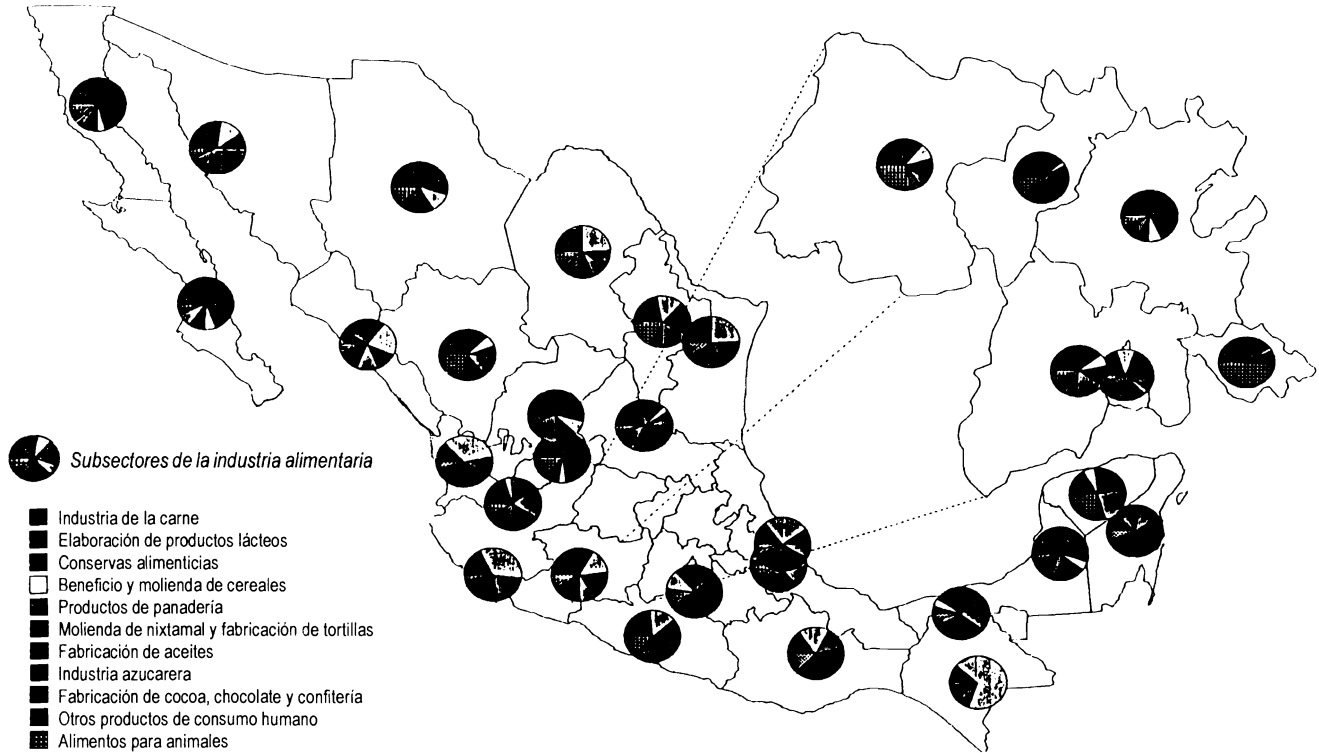 Subsectores de la industria alimentaria
Industria de la carne
Elaboración de productos lácteos
Conservas alimenticias
Beneficio y molienda de cereales
Productos de panadería
Molienda de nixtamal y fabricación de tortillas
Fabricación de aceites
Industria azucarera
Fabricación de cocoa, chocolate y confitería
Otros productos de consumo humano
Alimentos para animales